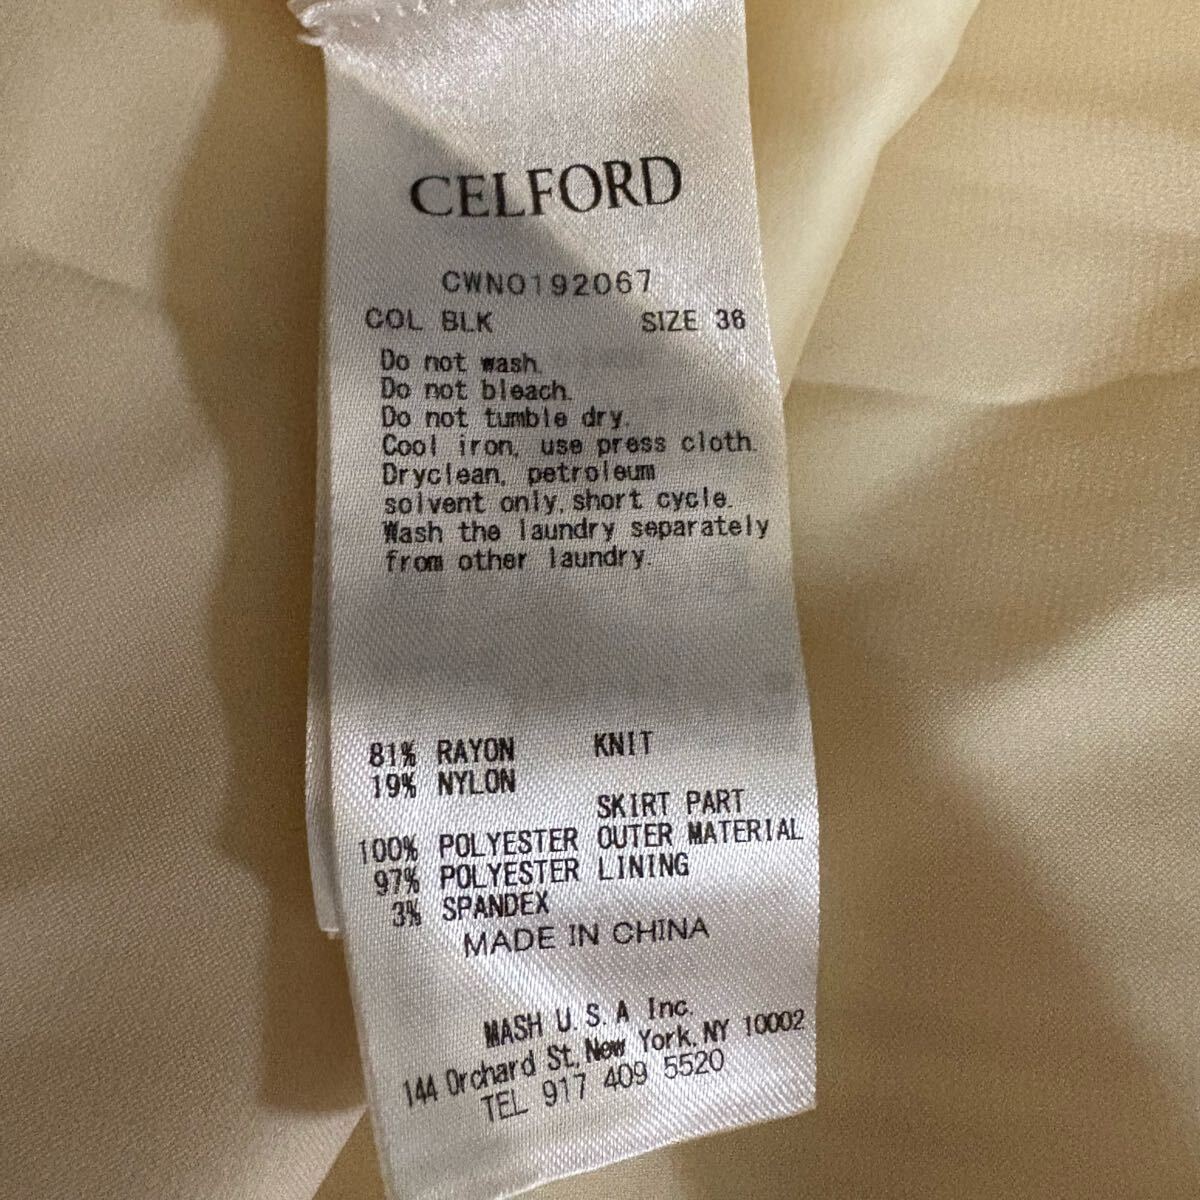 CELFORD
CWNO192067
COL BLK SIZE 36
Do not wash.
Do not bleach.
Do not tumble dry.
Cool iron, use press cloth.
Dryclean, petroleum
solvent only, short cycle.
Wash the laundry separately
from other laundry.
81% RAYON KNIT
19% NYLON
SKIRT PART
100% POLYESTER OUTER MATERIAL
97% POLYESTER LINING
3% SPANDEX
MADE IN CHINA
MASH U.S.A Inc.
144 Orchard St, New York, NY 10002
TEL 917 409 5520